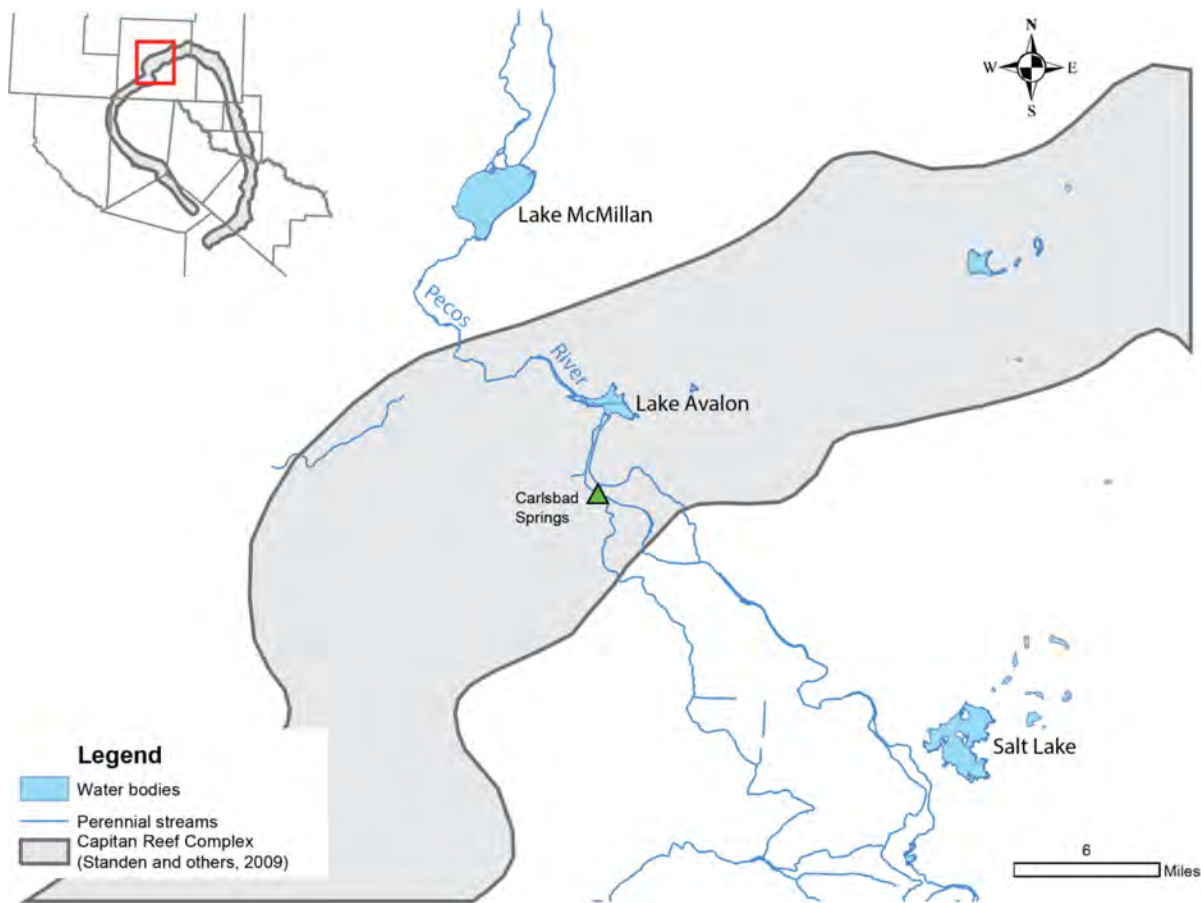 N
W
E
S
Lake McMillan
Pecos
River
Lake Avalon
Carlsbad
Springs
Salt Lake
Legend
Water bodies
Perennial streams
Capitan Reef Complex
(Standen and others, 2009)
6
Miles